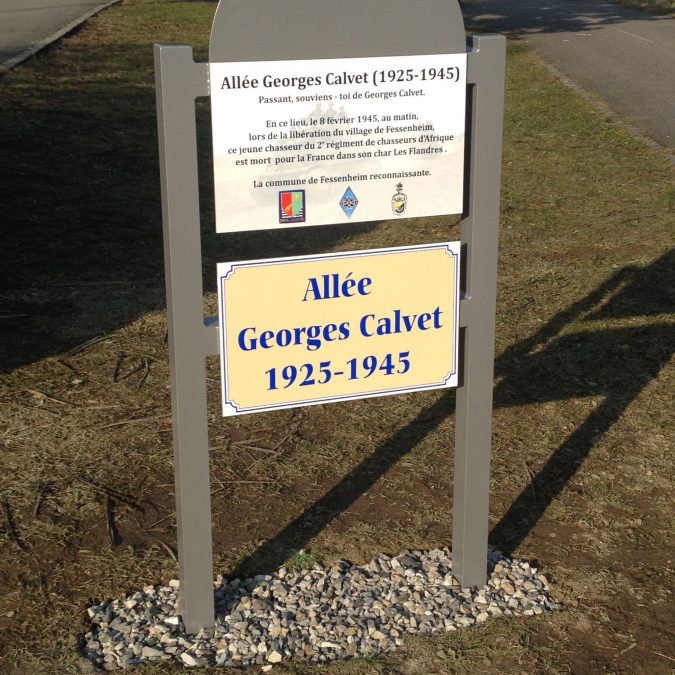 Allée Georges Calvet (1925-1945)
Passant, souviens - toi de Georges Calvet.
En ce lieu, le 8 février 1945, au matin,
lors de la libération du village de Fessenheim,
ce jeune chasseur du 2e régiment de chasseurs d'Afrique
est mort pour la France dans son char Les Flandres .
La commune de Fessenheim reconnaissante.
Allée
Georges Calvet
1925-1945